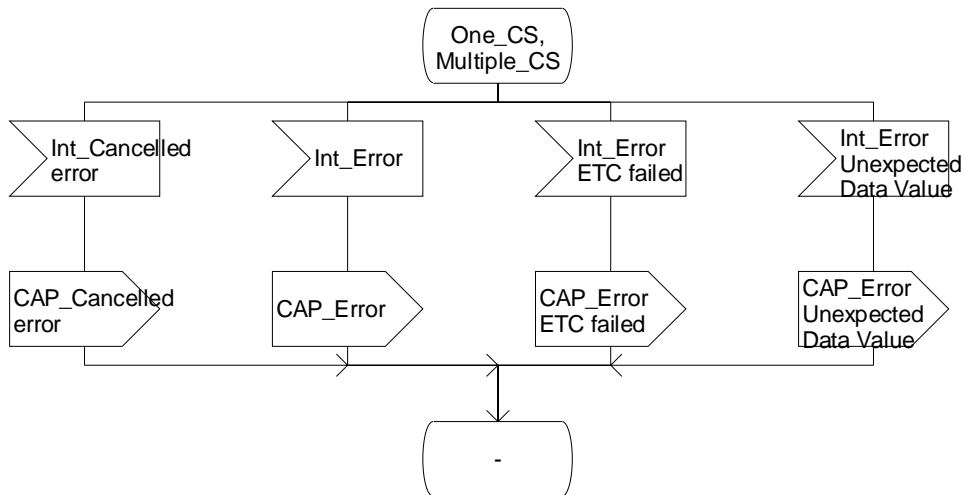 One_CS,
Multiple_CS
Int_Cancelled
error
Int_Error
Int_Error
ETC failed
Int_Error
Unexpected
Data Value
CAP_Cancelled
error
CAP_Error
CAP_Error
ETC failed
CAP_Error
Unexpected
Data Value
-